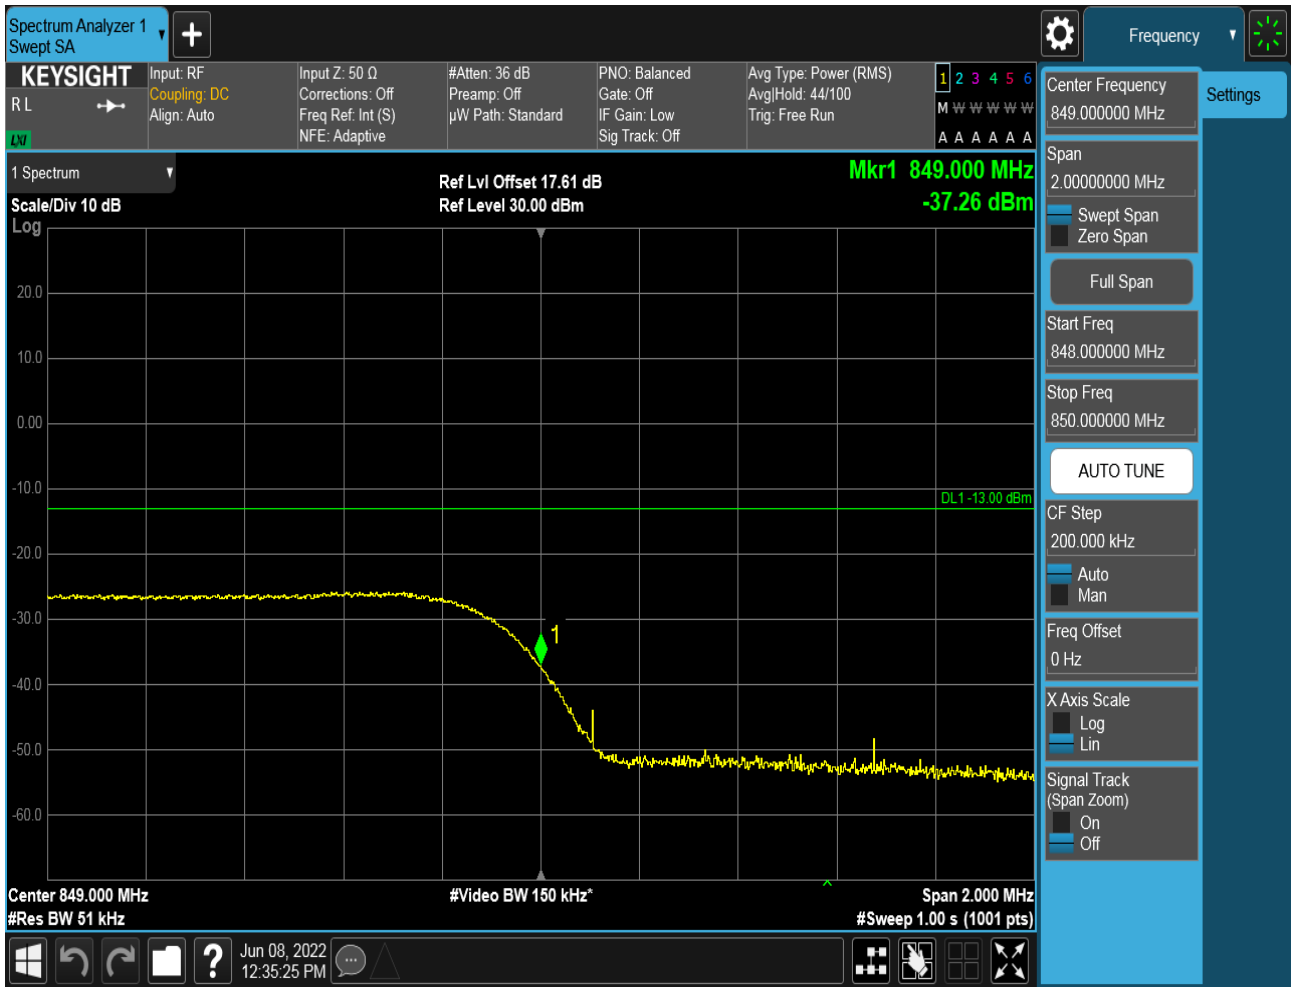 Spectrum Analyzer 1
Swept SA
Frequency
KEYSIGHT
R L
LXI
Input: RF
Coupling: DC
Align: Auto
Input Z: 50 Ω
Corrections: Off
Freq Ref: Int (S)
NFE: Adaptive
#Atten: 36 dB
Preamp: Off
µW Path: Standard
PNO: Balanced
Gate: Off
IF Gain: Low
Sig Track: Off
Avg Type: Power (RMS)
Avg|Hold: 44/100
Trig: Free Run
1 2 3 4 5 6
M W W W W W
A A A A A A
1 Spectrum
Scale/Div 10 dB
Log
Ref Lvl Offset 17.61 dB
Ref Level 30.00 dBm
Mkr1 849.000 MHz
-37.26 dBm
20.0
10.0
0.00
-10.0
-20.0
-30.0
-40.0
-50.0
-60.0
DL1 -13.00 dBm
1
Center 849.000 MHz
#Res BW 51 kHz
#Video BW 150 kHz*
Span 2.000 MHz
#Sweep 1.00 s (1001 pts)
Center Frequency
849.000000 MHz
Span
2.00000000 MHz
Swept Span
Zero Span
Full Span
Start Freq
848.000000 MHz
Stop Freq
850.000000 MHz
AUTO TUNE
CF Step
200.000 kHz
Auto
Man
Freq Offset
0 Hz
X Axis Scale
Log
Lin
Signal Track
(Span Zoom)
On
Off
Settings
?
Jun 08, 2022
12:35:25 PM